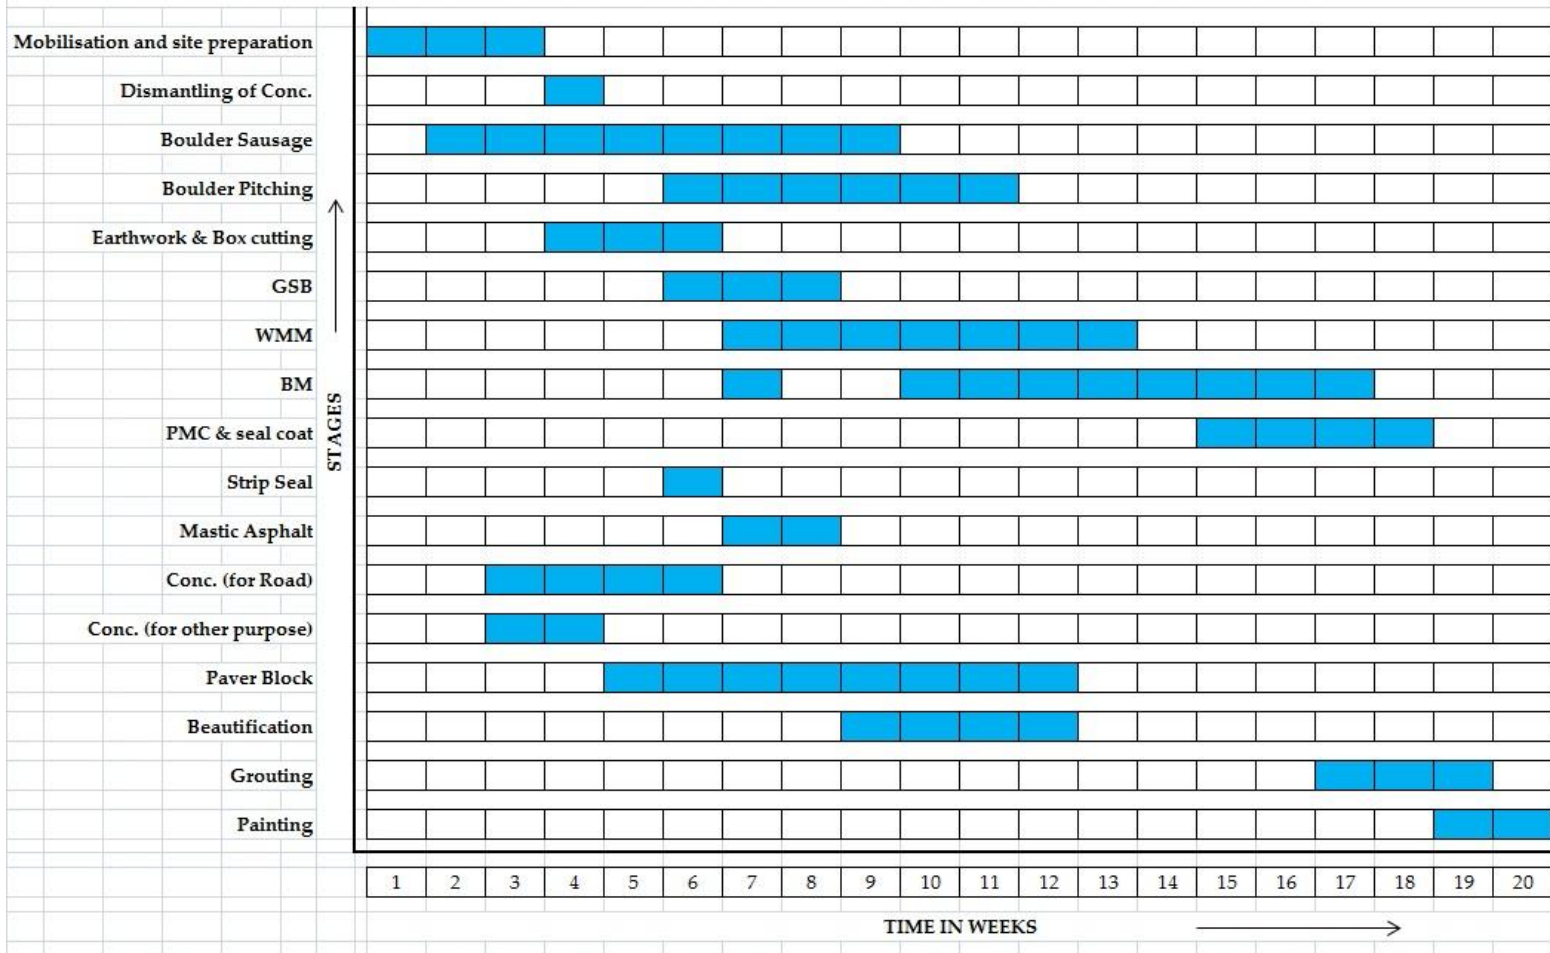 Mobilisation and site preparation
Dismantling of Conc.
Boulder Sausage
Boulder Pitching
Earthwork & Box cutting
GSB
WMM
BM
PMC & seal coat
Strip Seal
Mastic Asphalt
Conc. (for Road)
Conc. (for other purpose)
Paver Block
Beautification
Grouting
Painting
STAGES
1 2 3 4 5 6 7 8 9 10 11 12 13 14 15 16 17 18 19 20
TIME IN WEEKS